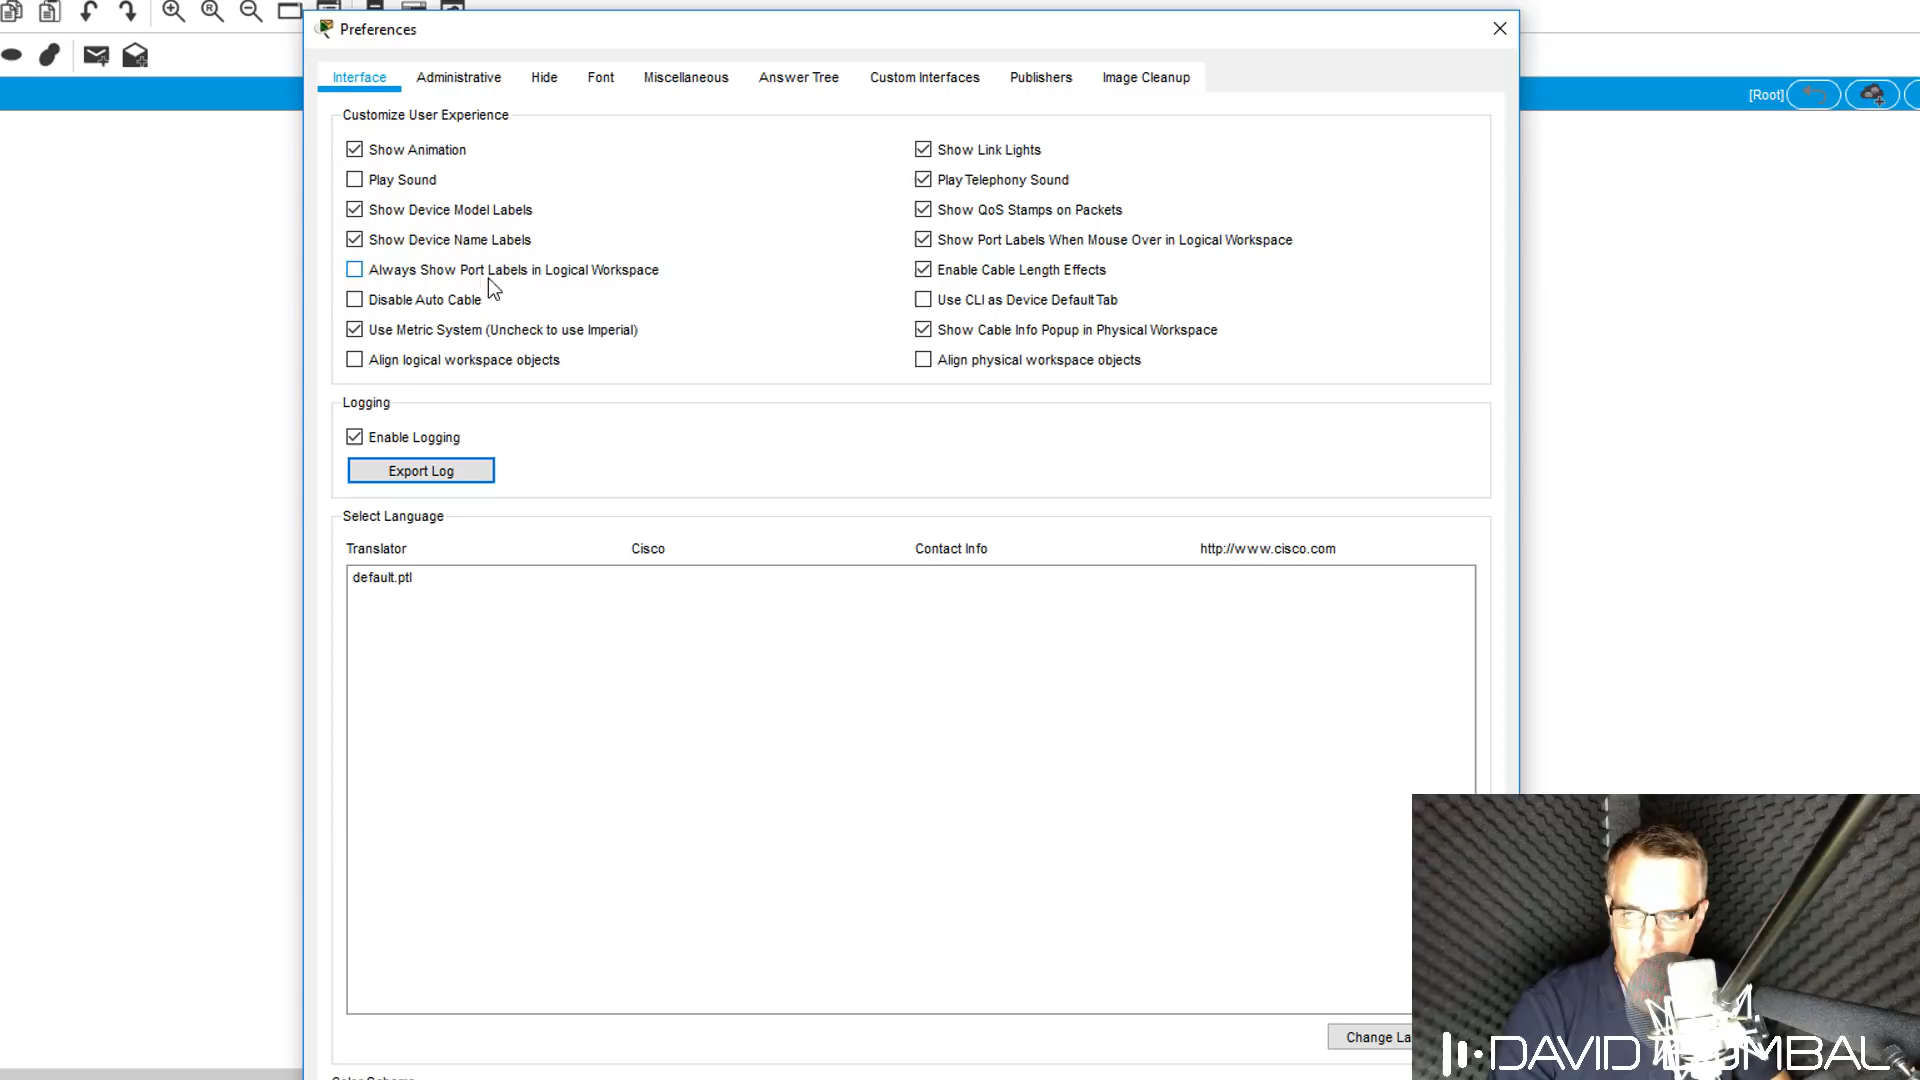 Preferences
Interface Administrative Hide Font Miscellaneous Answer Tree Custom Interfaces Publishers Image Cleanup
[Root]
Customize User Experience
Show Animation Show Link Lights
Play Sound Play Telephony Sound
Show Device Model Labels Show QoS Stamps on Packets
Show Device Name Labels Show Port Labels When Mouse Over in Logical Workspace
Always Show Port Labels in Logical Workspace Enable Cable Length Effects
Disable Auto Cable Use CLI as Device Default Tab
Use Metric System (Uncheck to use Imperial) Show Cable Info Popup in Physical Workspace
Align logical workspace objects Align physical workspace objects
Logging
Enable Logging
Export Log
Select Language
Translator Cisco Contact Info http://www.cisco.com
default.ptl
Change La
DAVID